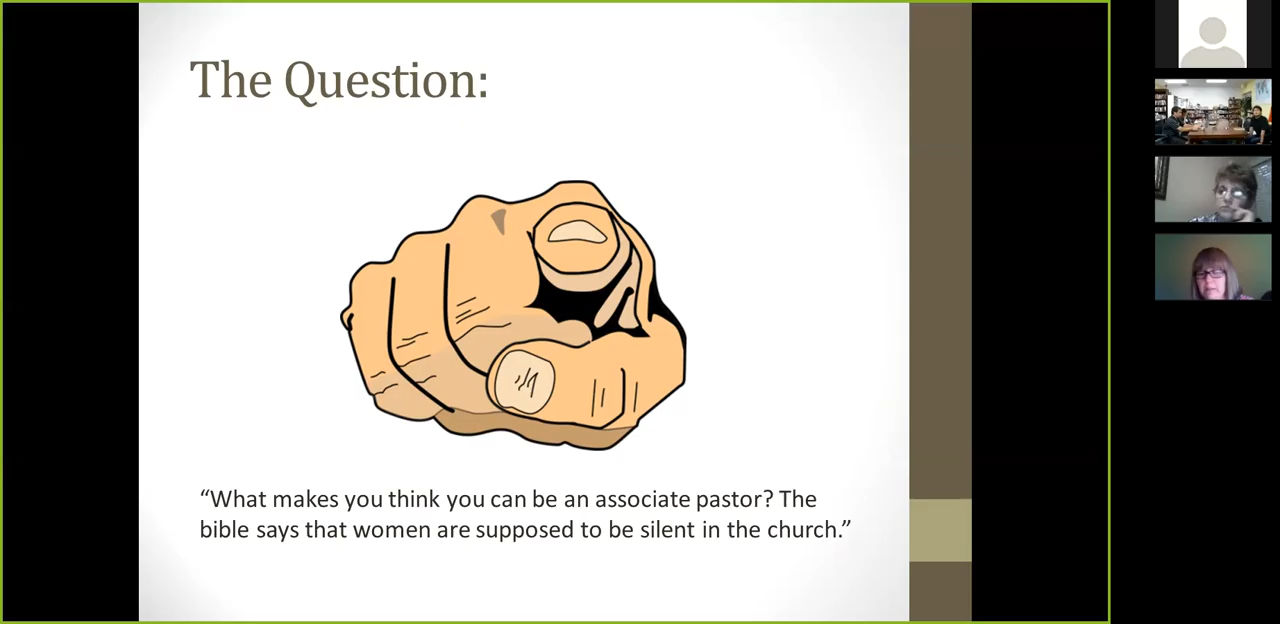 The Question:
“What makes you think you can be an associate pastor? The
bible says that women are supposed to be silent in the church.”